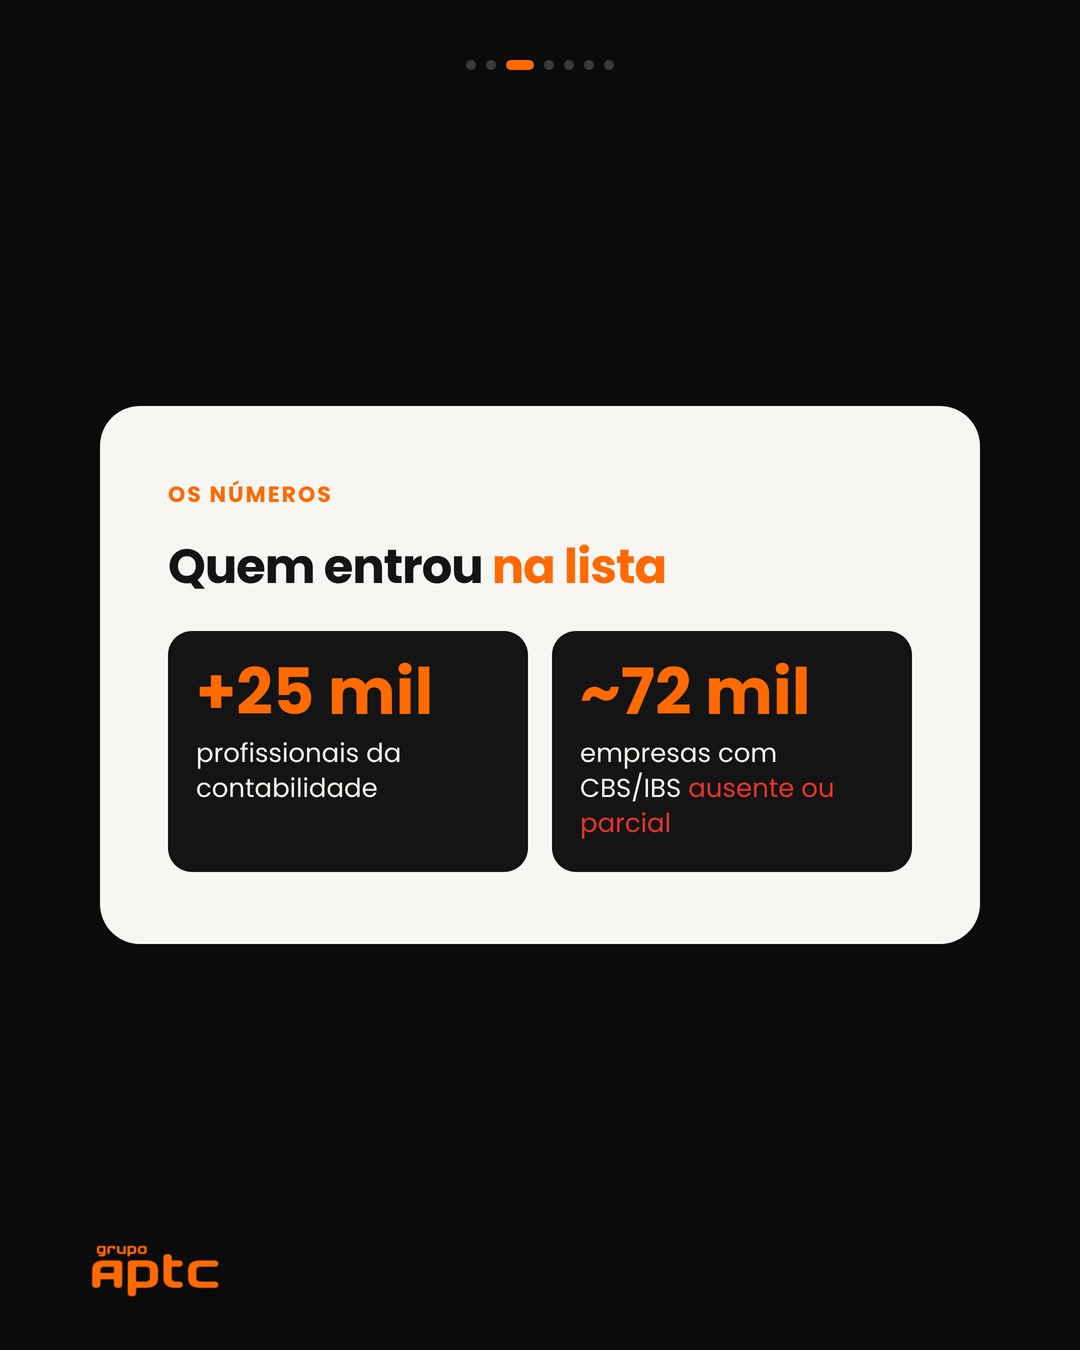 OS NÚMEROS
Quem entrou na lista
+25 mil
profissionais da
contabilidade
~72 mil
empresas com
CBS/IBS ausente ou
parcial
grupo
Aptc